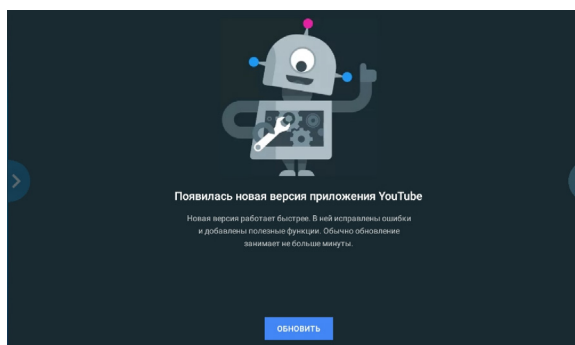 Появилась новая версия приложения YouTube
Новая версия работает быстрее. В ней исправлены ошибки
и добавлены полезные функции. Обычно обновление
занимает не больше минуты.
ОБНОВИТЬ